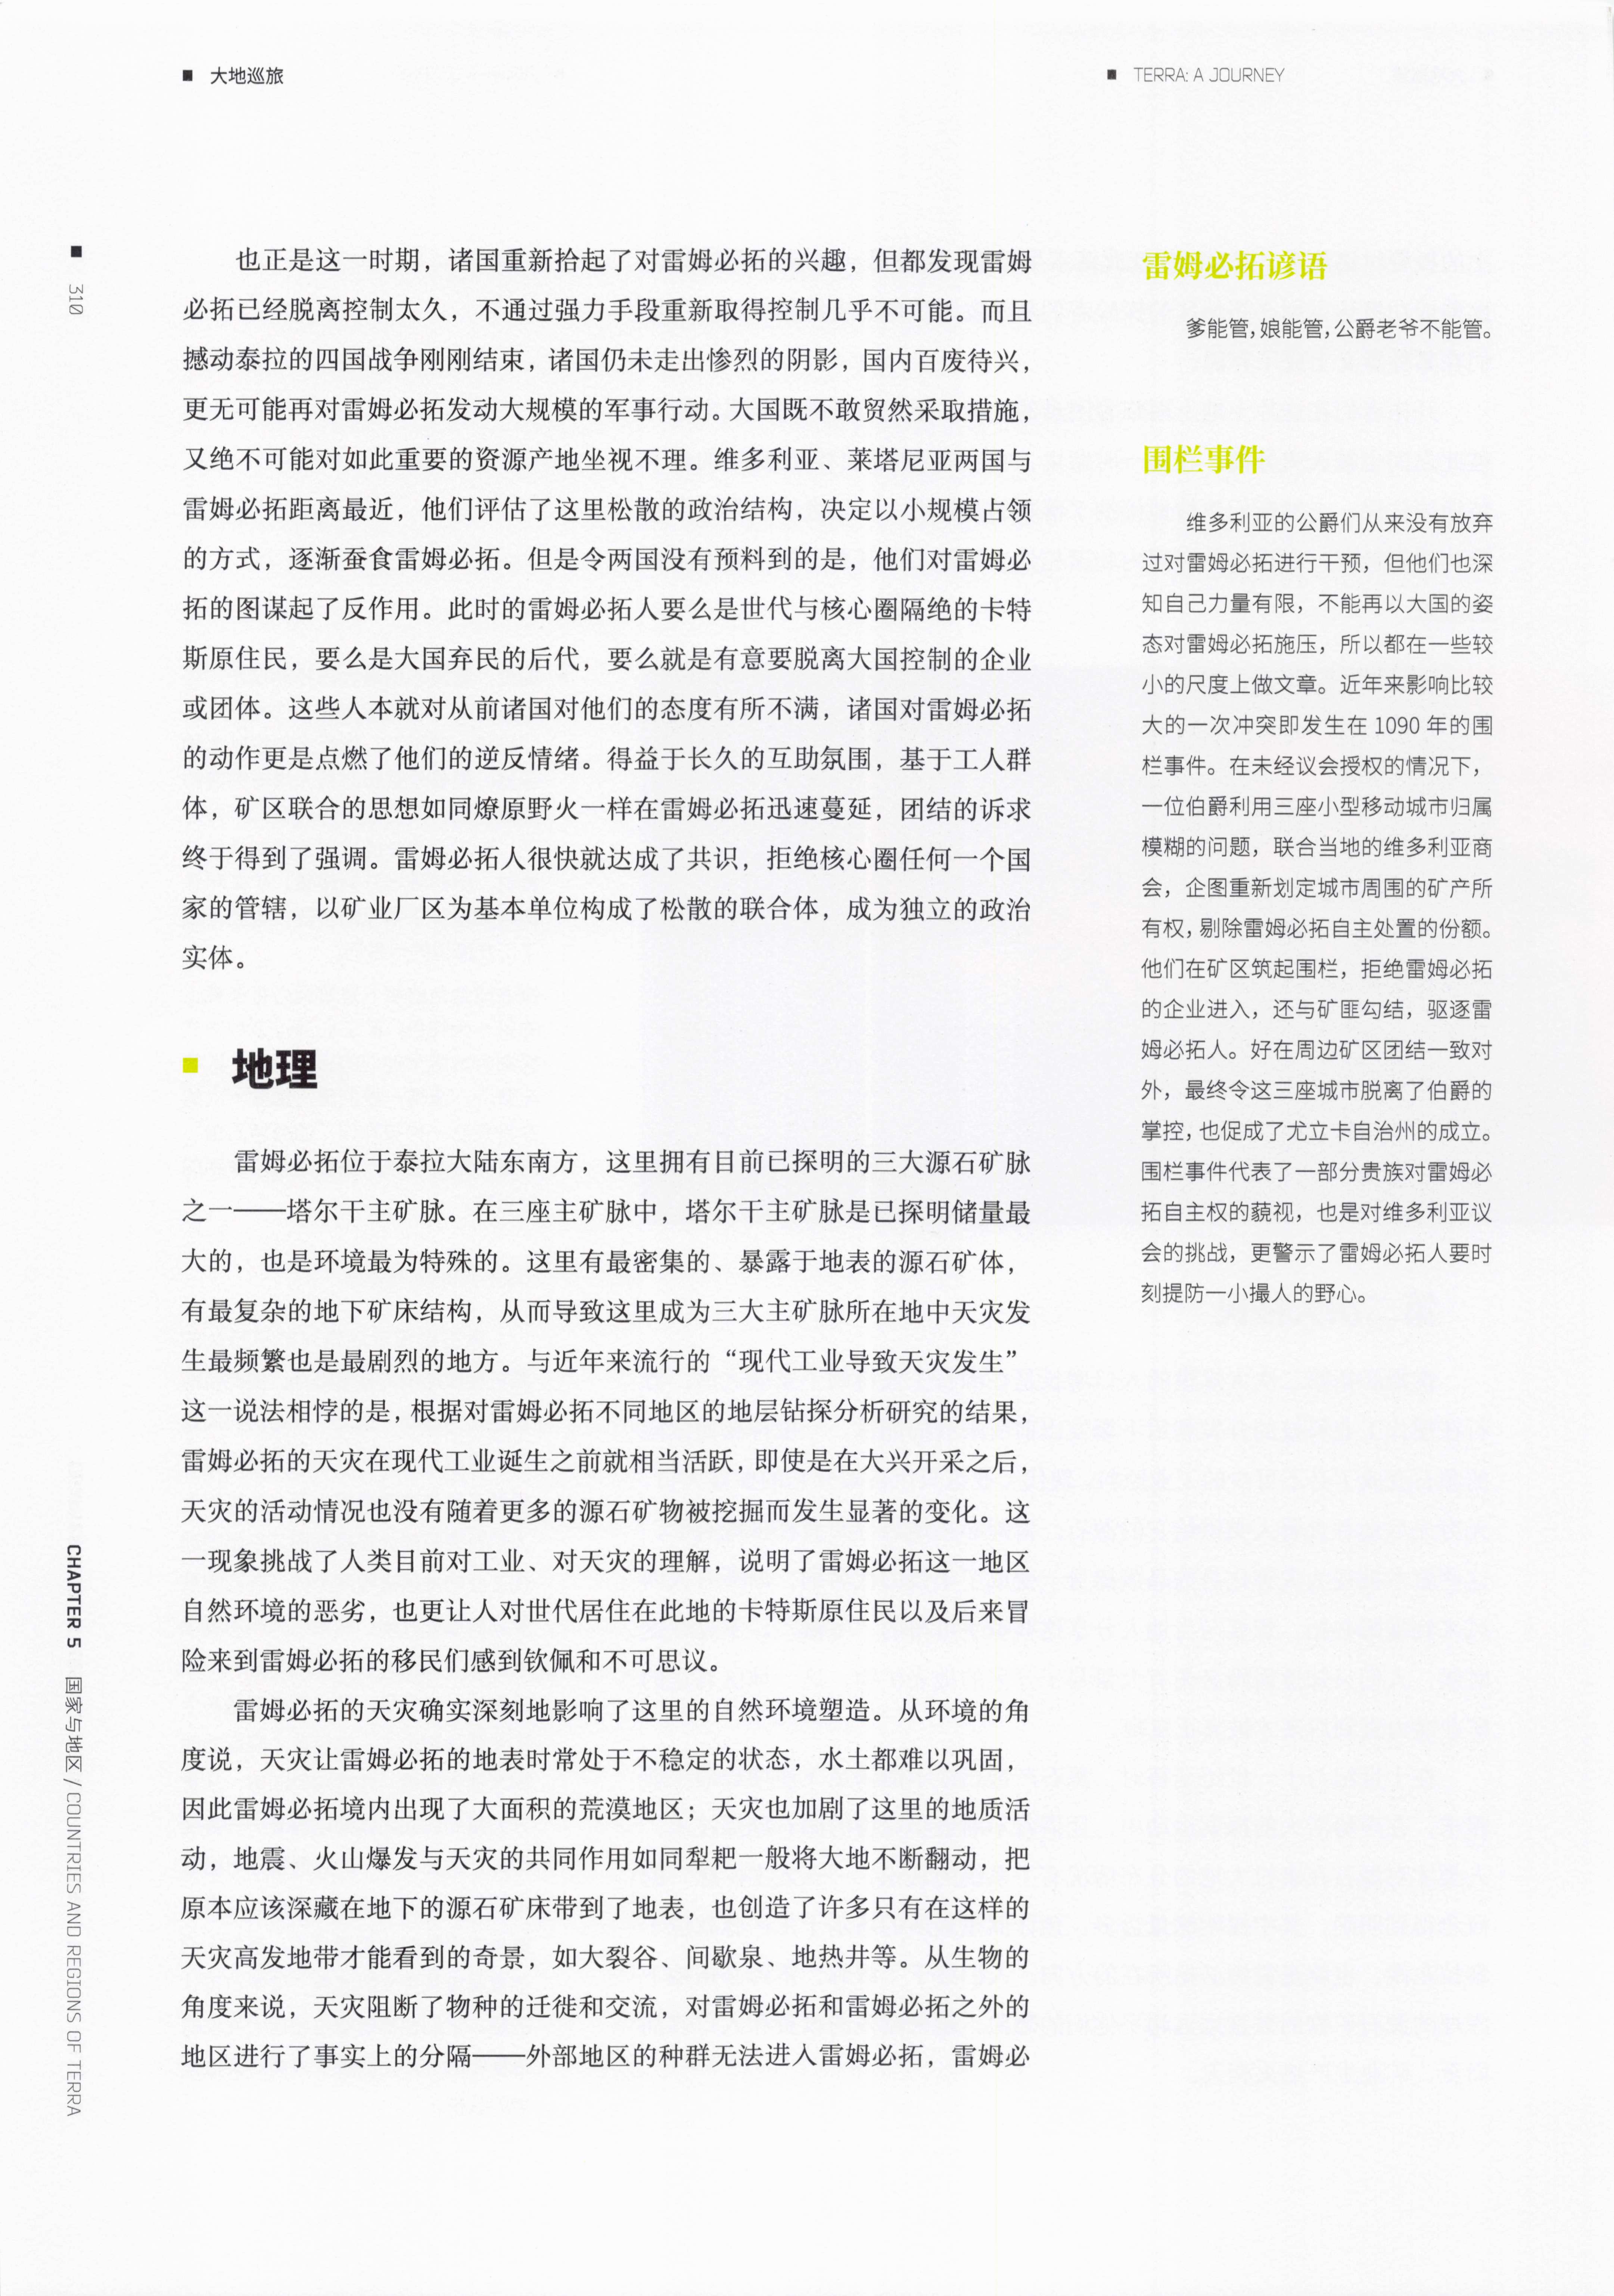 大地巡旅
TERRA: A JOURNEY
310
也正是这一时期，诸国重新拾起了对雷姆必拓的兴趣，但都发现雷姆
必拓已经脱离控制太久，不通过强力手段重新取得控制几乎不可能。而且
撼动泰拉的四国战争刚刚结束，诸国仍未走出惨烈的阴影，国内百废待兴，
更无可能再对雷姆必拓发动大规模的军事行动。大国既不敢贸然采取措施，
又绝不可能对如此重要的资源产地坐视不理。维多利亚、莱塔尼亚两国与
雷姆必拓距离最近，他们评估了这里松散的政治结构，决定以小规模占领
的方式，逐渐蚕食雷姆必拓。但是令两国没有预料到的是，他们对雷姆必
拓的图谋起了反作用。此时的雷姆必拓人要么是世代与核心圈隔绝的卡特
斯原住民，要么是大国弃民的后代，要么就是有意要脱离大国控制的企业
或团体。这些人本就对从前诸国对他们的态度有所不满，诸国对雷姆必拓
的动作更是点燃了他们的逆反情绪。得益于长久的互助氛围，基于工人群
体，矿区联合的思想如同燎原野火一样在雷姆必拓迅速蔓延，团结的诉求
终于得到了强调。雷姆必拓人很快就达成了共识，拒绝核心圈任何一个国
家的管辖，以矿业厂区为基本单位构成了松散的联合体，成为独立的政治
实体。
地理
雷姆必拓位于泰拉大陆东南方，这里拥有目前已探明的三大源石矿脉
之一——塔尔干主矿脉。在三座主矿脉中，塔尔干主矿脉是已探明储量最
大的，也是环境最为特殊的。这里有最密集的、暴露于地表的源石矿体，
有最复杂的地下矿床结构，从而导致这里成为三大主矿脉所在地中天灾发
生最频繁也是最剧烈的地方。与近年来流行的“现代工业导致天灾发生”
这一说法相悖的是，根据对雷姆必拓不同地区的地层钻探分析研究的结果，
雷姆必拓的天灾在现代工业诞生之前就相当活跃，即使是在大兴开采之后，
天灾的活动情况也没有随着更多的源石矿物被挖掘而发生显著的变化。这
一现象挑战了人类目前对工业、对天灾的理解，说明了雷姆必拓这一地区
自然环境的恶劣，也更让人对世代居住在此地的卡特斯原住民以及后来冒
险来到雷姆必拓的移民们感到钦佩和不可思议。
雷姆必拓的天灾确实深刻地影响了这里的自然环境塑造。从环境的角
度说，天灾让雷姆必拓的地表时常处于不稳定的状态，水土都难以巩固，
因此雷姆必拓境内出现了大面积的荒漠地区；天灾也加剧了这里的地质活
动，地震、火山爆发与天灾的共同作用如同犁耙一般将大地不断翻动，把
原本应该深藏在地下的源石矿床带到了地表，也创造了许多只有在这样的
天灾高发地带才能看到的奇景，如大裂谷、间歇泉、地热井等。从生物的
角度来说，天灾阻断了物种的迁徙和交流，对雷姆必拓和雷姆必拓之外的
地区进行了事实上的分隔——外部地区的种群无法进入雷姆必拓，雷姆必
雷姆必拓谚语
爹能管，娘能管，公爵老爷不能管。
围栏事件
维多利亚的公爵们从来没有放弃
过对雷姆必拓进行干预，但他们也深
知自己力量有限，不能再以大国的姿
态对雷姆必拓施压，所以都在一些较
小的尺度上做文章。近年来影响比较
大的一次冲突即发生在 1090 年的围
栏事件。在未经议会授权的情况下，
一位伯爵利用三座小型移动城市归属
模糊的问题，联合当地的维多利亚商
会，企图重新划定城市周围的矿产所
有权，剔除雷姆必拓自主处置的份额。
他们在矿区筑起围栏，拒绝雷姆必拓
的企业进入，还与矿匪勾结，驱逐雷
姆必拓人。好在周边矿区团结一致对
外，最终令这三座城市脱离了伯爵的
掌控，也促成了尤立卡自治州的成立。
围栏事件代表了一部分贵族对雷姆必
拓自主权的藐视，也是对维多利亚议
会的挑战，更警示了雷姆必拓人要时
刻提防一小撮人的野心。
CHAPTER 5 国家与地区 / COUNTRIES AND REGIONS OF TERRA